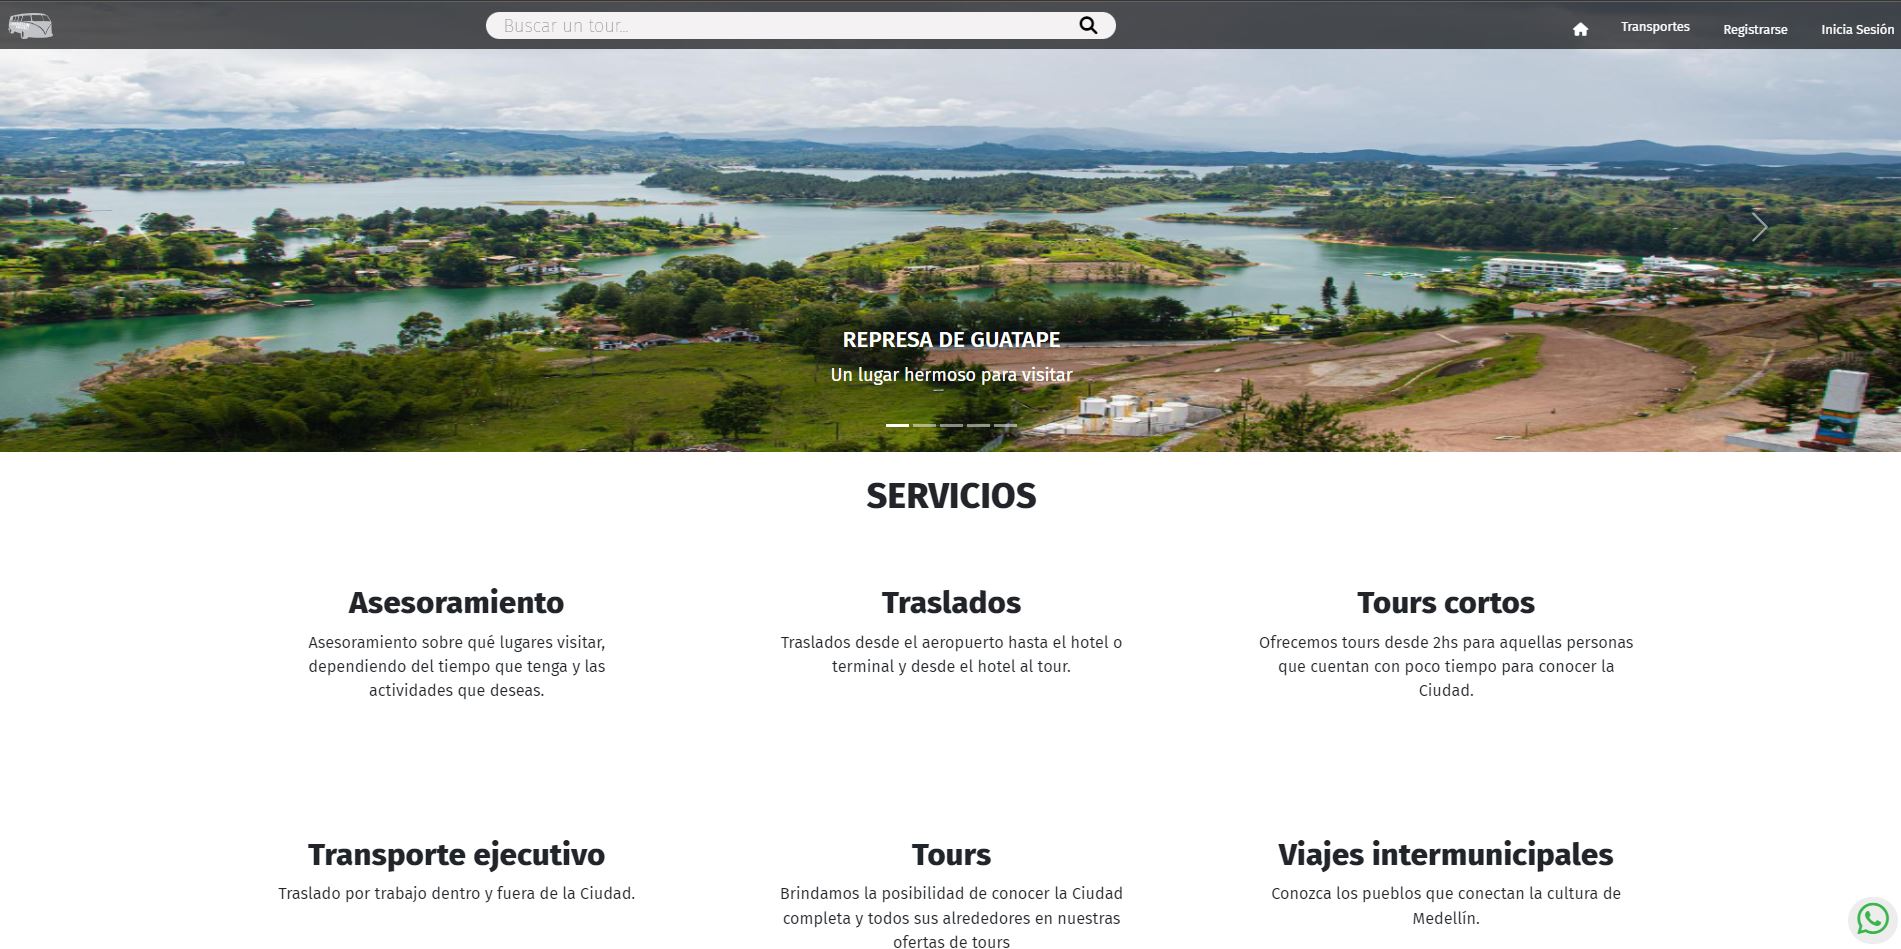 Buscar un tour...
Transportes
Registrarse
Inicia Sesión
REPRESA DE GUATAPE
Un lugar hermoso para visitar
SERVICIOS
Asesoramiento
Asesoramiento sobre qué lugares visitar,
dependiendo del tiempo que tenga y las
actividades que deseas.
Traslados
Traslados desde el aeropuerto hasta el hotel o
terminal y desde el hotel al tour.
Tours cortos
Ofrecemos tours desde 2hs para aquellas personas
que cuentan con poco tiempo para conocer la
Ciudad.
Transporte ejecutivo
Traslado por trabajo dentro y fuera de la Ciudad.
Tours
Brindamos la posibilidad de conocer la Ciudad
completa y todos sus alrededores en nuestras
ofertas de tours
Viajes intermunicipales
Conozca los pueblos que conectan la cultura de
Medellín.